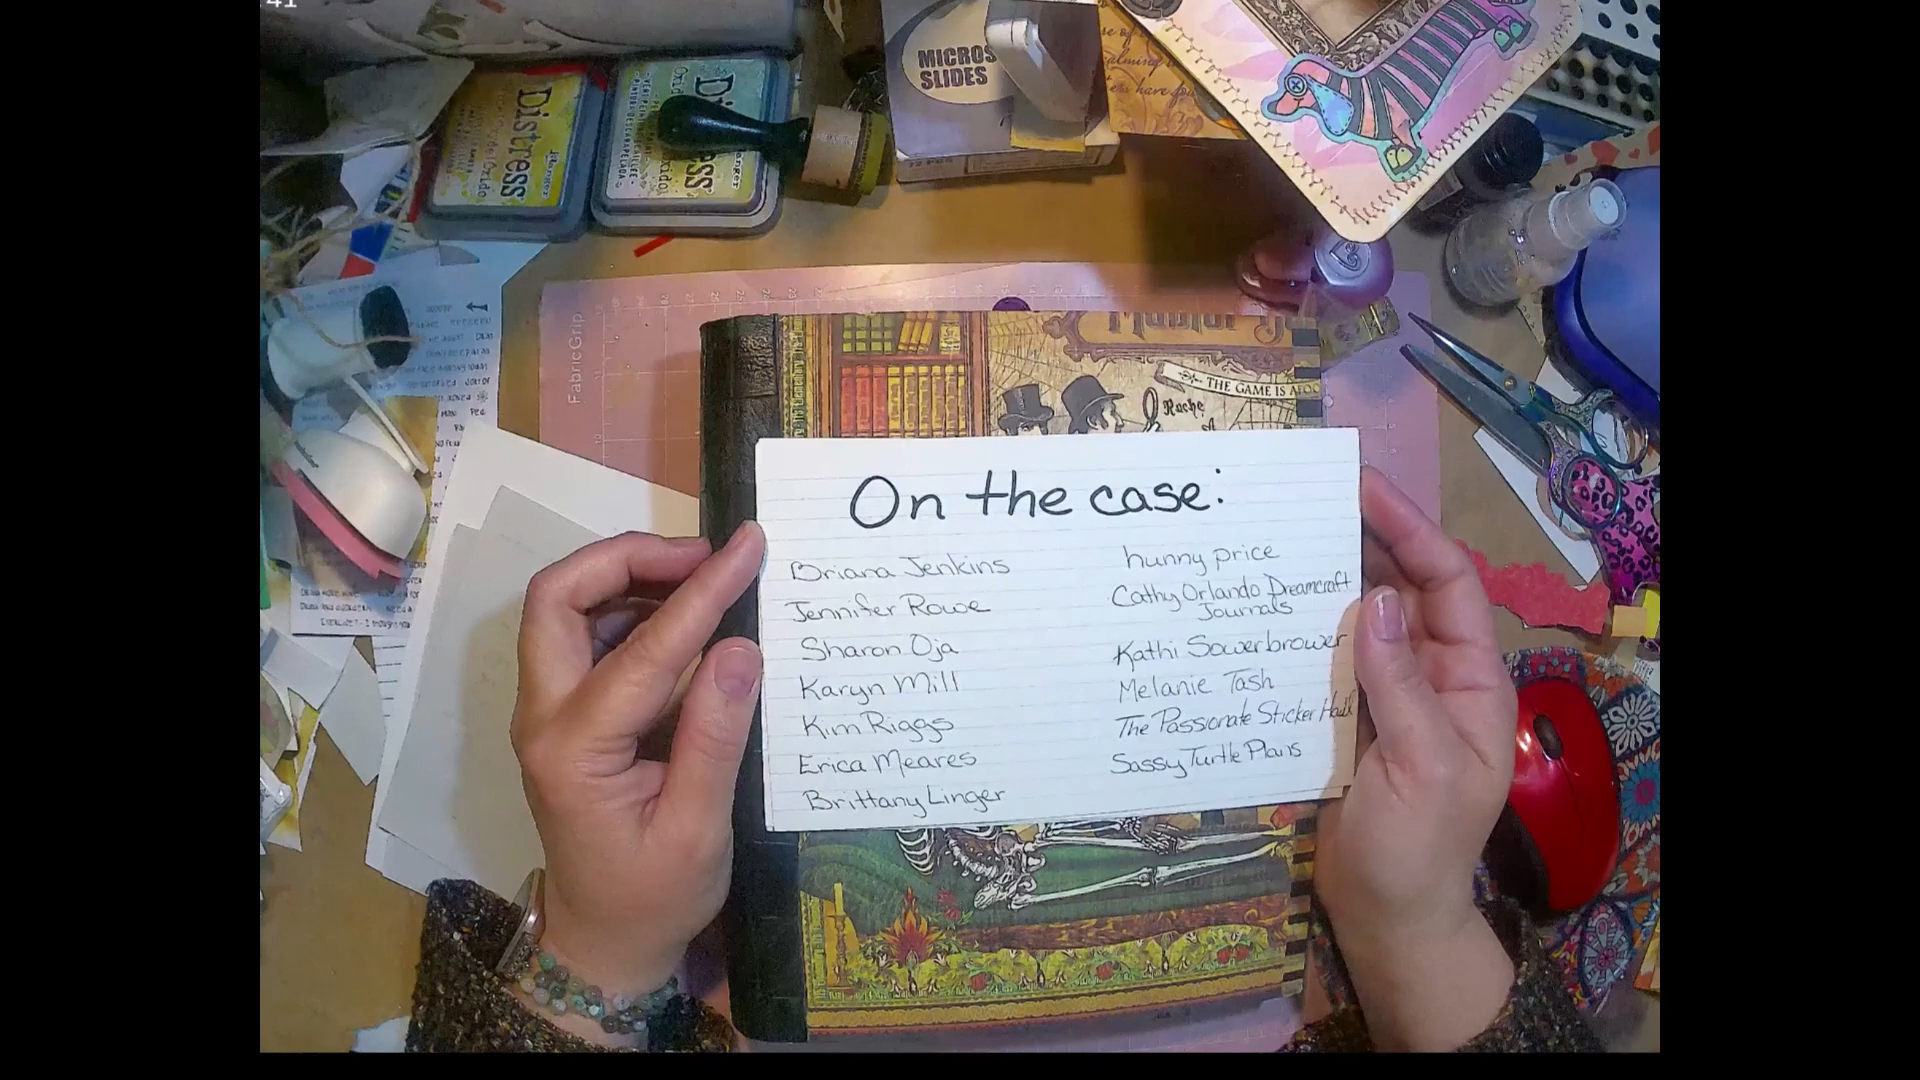 41
MICROS
SLIDES
Distress
FabricGrip
THE GAME IS AFOO
Rache
On the case:
Briana Jenkins
Jennifer Rowe
Sharon Oja
Karyn Mill
Kim Riggs
Erica Meares
Brittany Linger
hunny price
Cathy Orlando Dreamcraft
Journals
Kathi Sowerbrower
Melanie Tash
The Passionate Sticker Haul
Sassy Turtle Plans